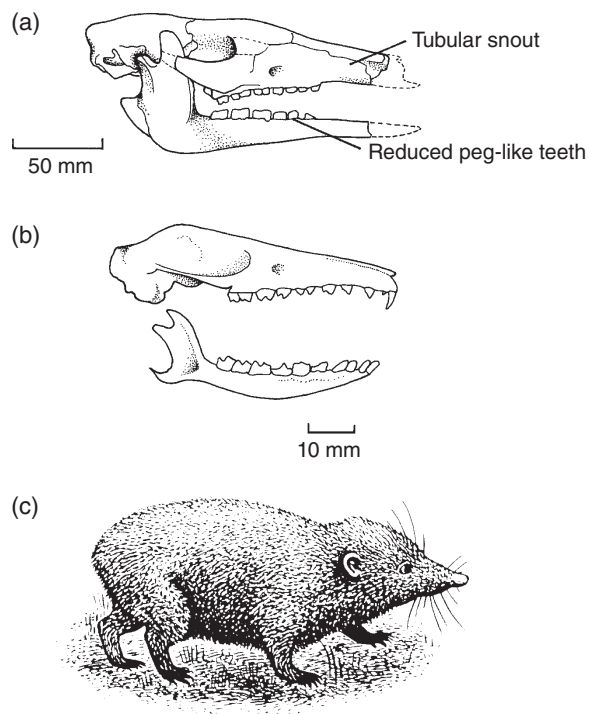 (a)
Tubular snout
Reduced peg-like teeth
50 mm
(b)
10 mm
(c)